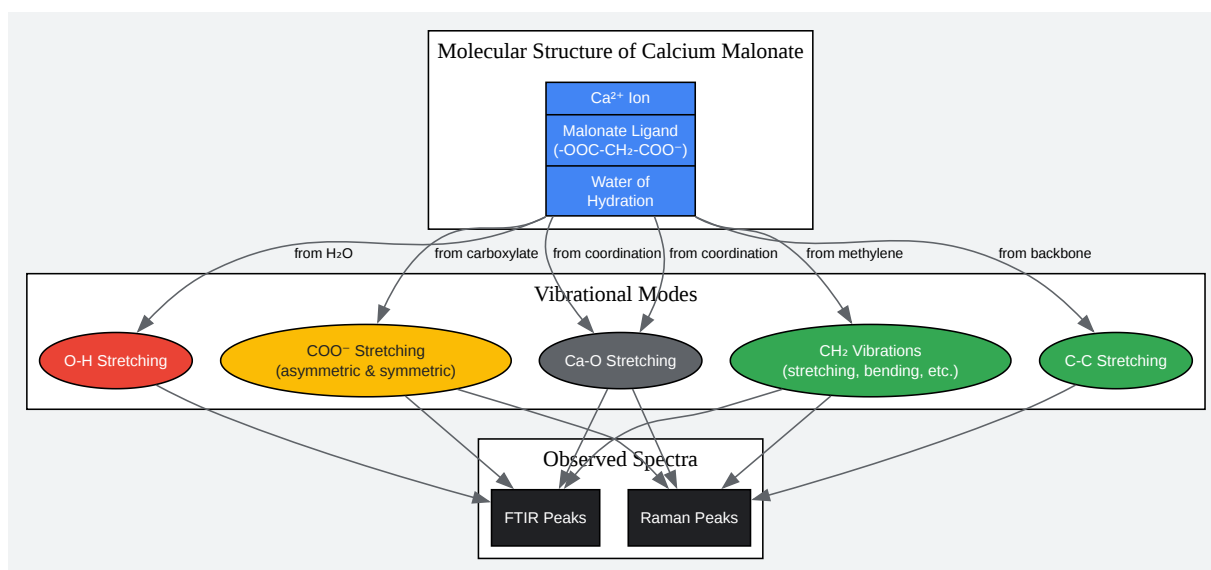 Molecular Structure of Calcium Malonate
Ca²⁺ Ion
Malonate Ligand
(-OOC-CH₂-COO⁻)
Water of
Hydration
from H₂O
from carboxylate
from coordination
from coordination
from methylene
from backbone
Vibrational Modes
O-H Stretching
COO⁻ Stretching
(asymmetric & symmetric)
Ca-O Stretching
CH₂ Vibrations
(stretching, bending, etc.)
C-C Stretching
Observed Spectra
FTIR Peaks
Raman Peaks